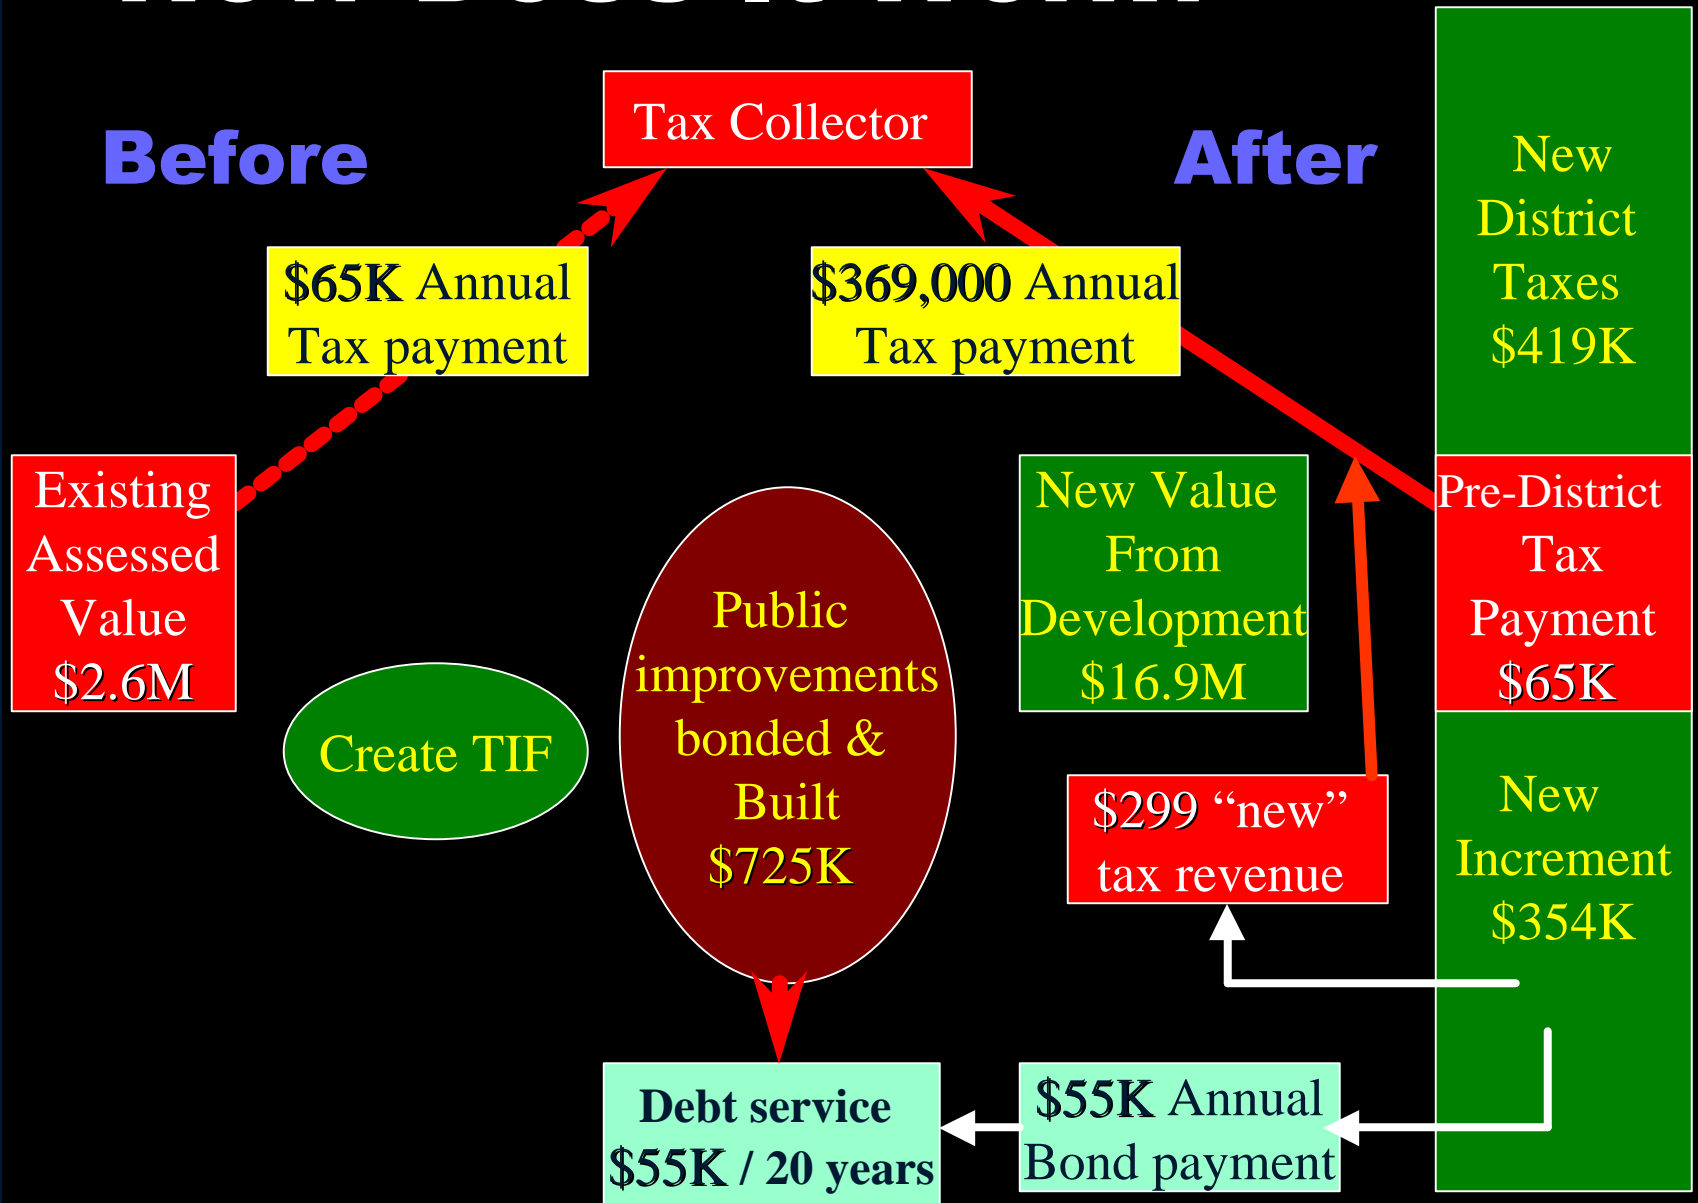 Tax Collector
Before
After
$65K Annual
Tax payment
$369,000 Annual
Tax payment
New
District
Taxes
$419K
Existing
Assessed
Value
$2.6M
Create TIF
Public
improvements
bonded &
Built
$725K
New Value
From
Development
$16.9M
Pre-District
Tax
Payment
$65K
$299 “new”
tax revenue
New
Increment
$354K
Debt service
$55K / 20 years
$55K Annual
Bond payment